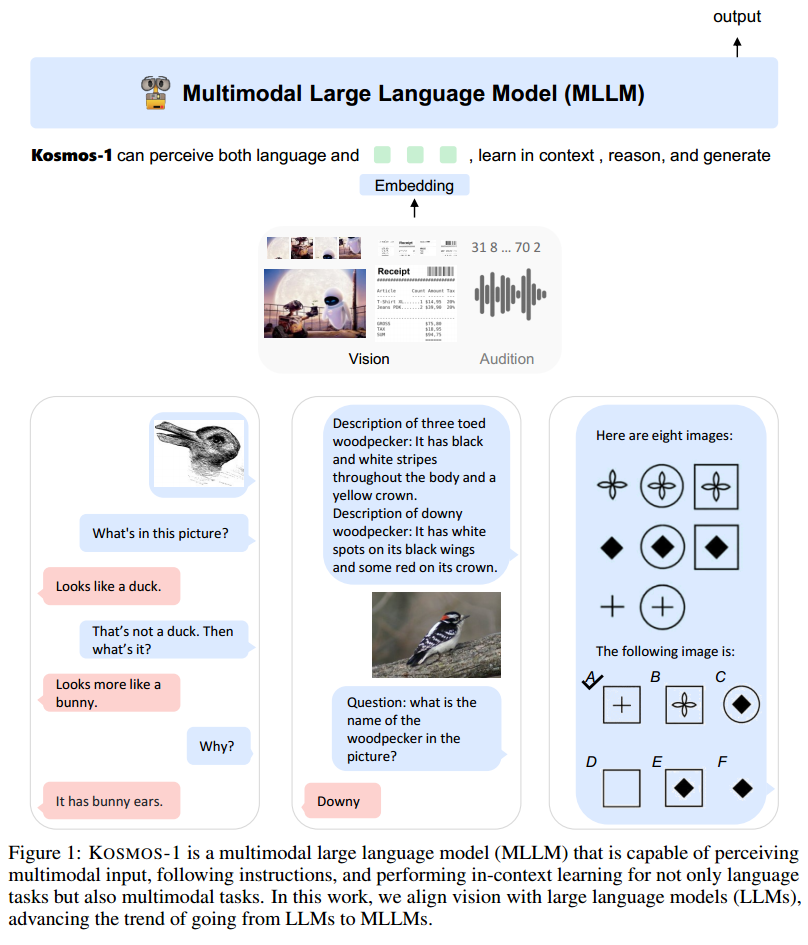 output
Multimodal Large Language Model (MLLM)
Kosmos-1 can perceive both language and , learn in context , reason, and generate
Embedding
31 8 ... 70 2
Receipt
Receipt
Article Count Amount Tax
T-Shirt XL.....1 $14,95 20%
Jeans PDK.....2 $39,90 20%
GROSS $75,80
TAX $18,95
SUM $94,75
Vision
Audition
What's in this picture?
Looks like a duck.
That's not a duck. Then
what's it?
Looks more like a
bunny.
Why?
It has bunny ears.
Description of three toed
woodpecker: It has black
and white stripes
throughout the body and a
yellow crown.
Description of downy
woodpecker: It has white
spots on its black wings
and some red on its crown.
Question: what is the
name of the
woodpecker in the
picture?
Downy
Here are eight images:
The following image is:
A B C
D E F
Figure 1: KOSMOS-1 is a multimodal large language model (MLLM) that is capable of perceiving
multimodal input, following instructions, and performing in-context learning for not only language
tasks but also multimodal tasks. In this work, we align vision with large language models (LLMs),
advancing the trend of going from LLMs to MLLMs.